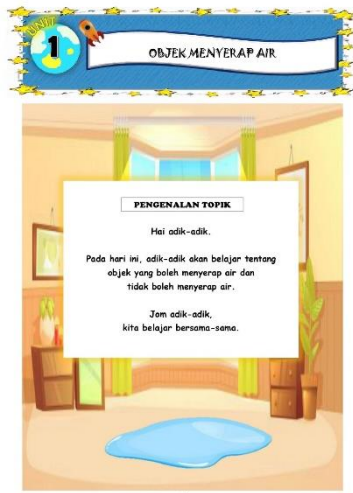 UNIT
1
OBJEK MENYERAP AIR
PENGENALAN TOPIK
Hai adik-adik.
Pada hari ini, adik-adik akan belajar tentang
objek yang boleh menyerap air dan
tidak boleh menyerap air.
Jom adik-adik,
kita belajar bersama-sama.